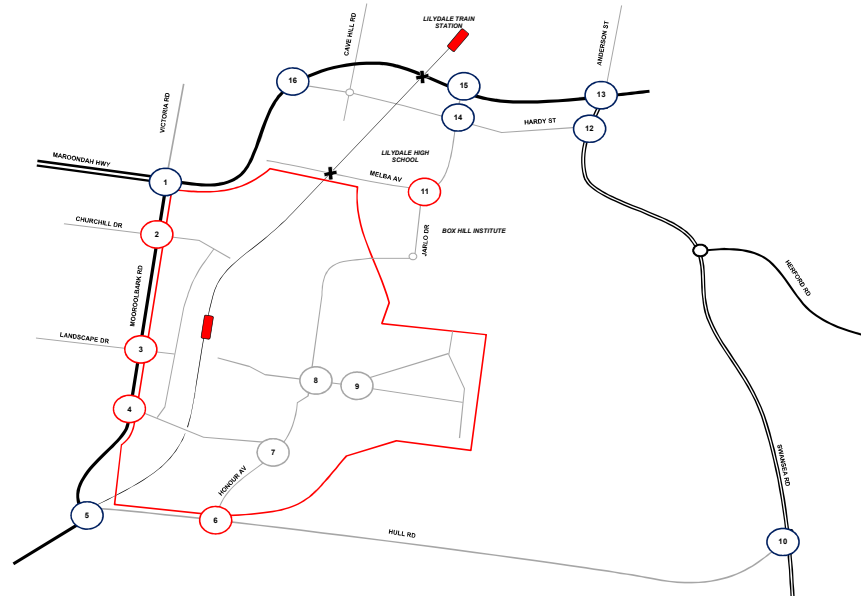 LILYDALE TRAIN
STATION
CAVE HILL RD
ANDERSON ST
16
15
13
VICTORIA RD
14
HARDY ST
12
MAROONDAH HWY
LILYDALE HIGH
SCHOOL
1
MELBA AV
11
CHURCHILL DR
2
JARLO DR
BOX HILL INSTITUTE
MOOROOLBARK RD
HERFORD RD
LANDSCAPE DR
3
8
9
4
7
HONOUR AV
SWANSEA RD
5
6
HULL RD
10